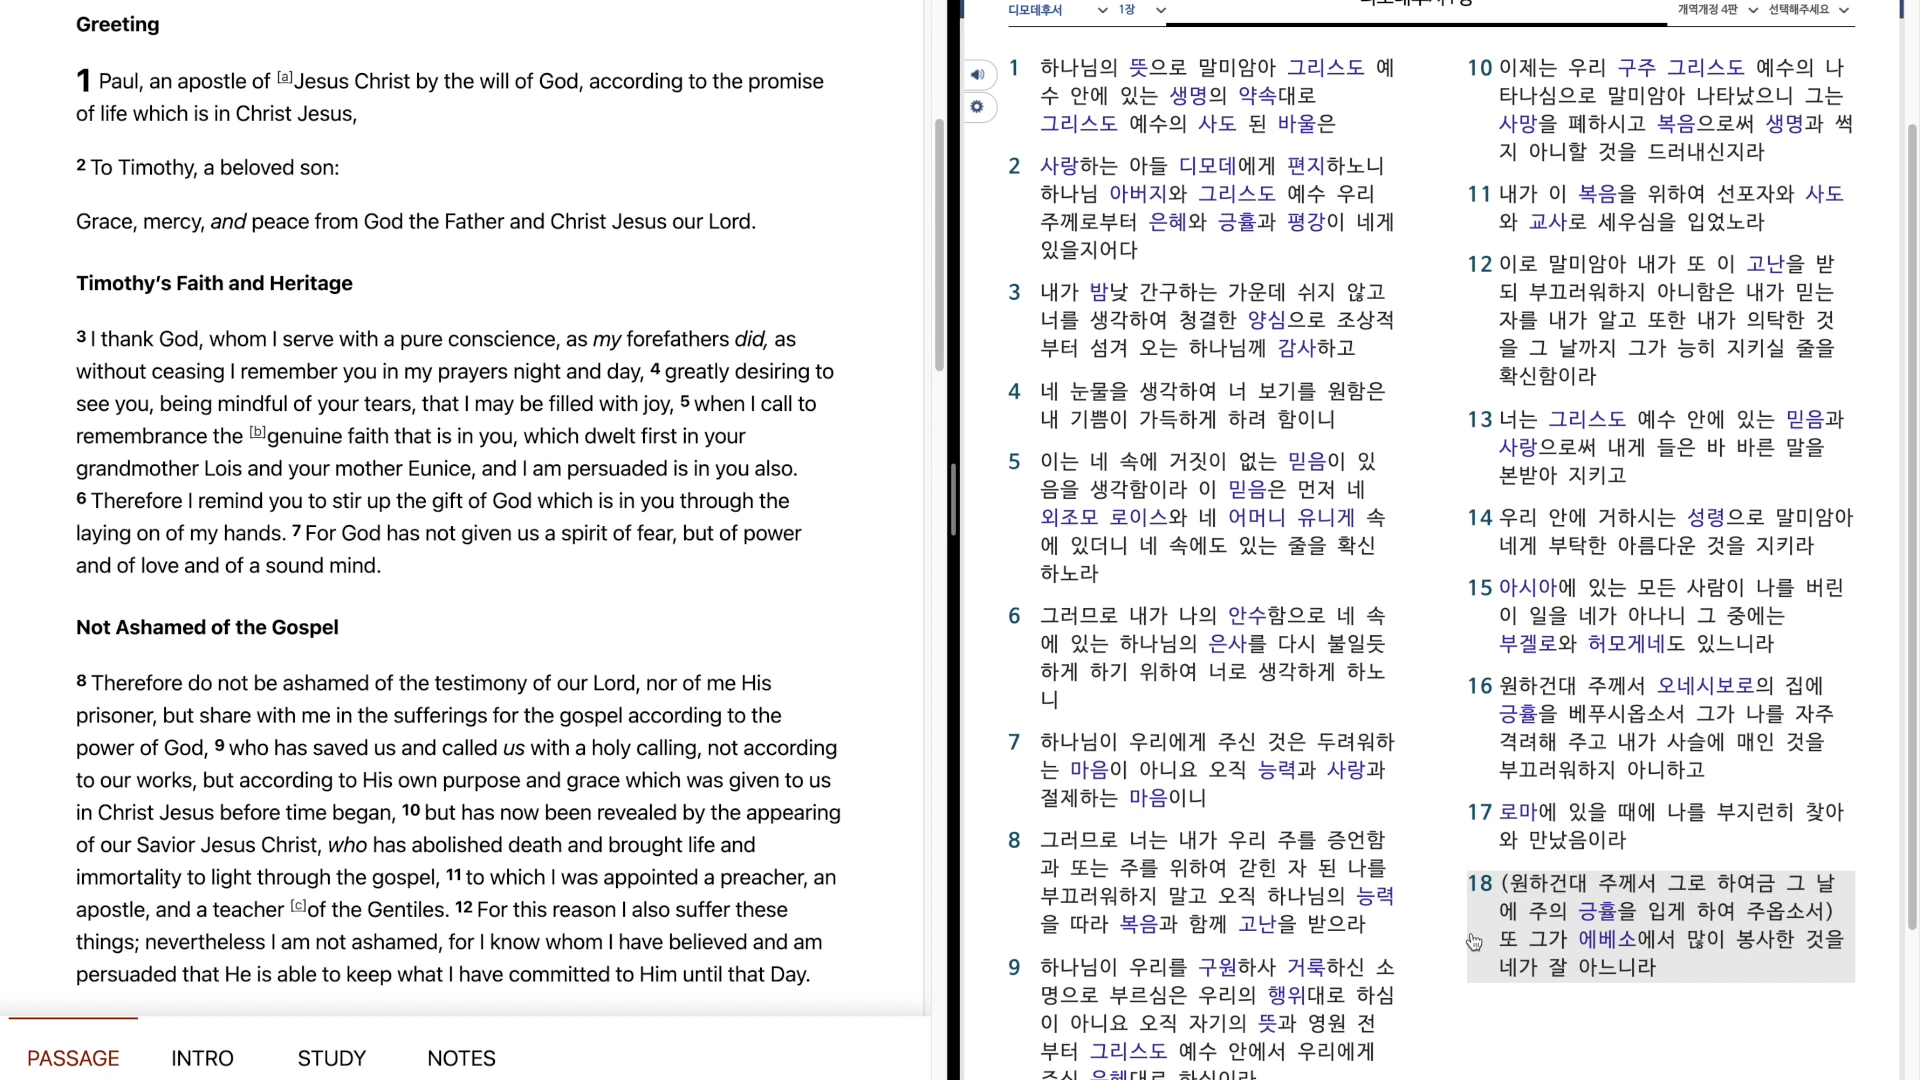 Greeting
1 Paul, an apostle of [a]Jesus Christ by the will of God, according to the promise
of life which is in Christ Jesus,
2 To Timothy, a beloved son:
Grace, mercy, and peace from God the Father and Christ Jesus our Lord.
Timothy’s Faith and Heritage
3 I thank God, whom I serve with a pure conscience, as my forefathers did, as
without ceasing I remember you in my prayers night and day, 4 greatly desiring to
see you, being mindful of your tears, that I may be filled with joy, 5 when I call to
remembrance the [b]genuine faith that is in you, which dwelt first in your
grandmother Lois and your mother Eunice, and I am persuaded is in you also.
6 Therefore I remind you to stir up the gift of God which is in you through the
laying on of my hands. 7 For God has not given us a spirit of fear, but of power
and of love and of a sound mind.
Not Ashamed of the Gospel
8 Therefore do not be ashamed of the testimony of our Lord, nor of me His
prisoner, but share with me in the sufferings for the gospel according to the
power of God, 9 who has saved us and called us with a holy calling, not according
to our works, but according to His own purpose and grace which was given to us
in Christ Jesus before time began, 10 but has now been revealed by the appearing
of our Savior Jesus Christ, who has abolished death and brought life and
immortality to light through the gospel, 11 to which I was appointed a preacher, an
apostle, and a teacher [c]of the Gentiles. 12 For this reason I also suffer these
things; nevertheless I am not ashamed, for I know whom I have believed and am
persuaded that He is able to keep what I have committed to Him until that Day.
PASSAGE INTRO STUDY NOTES
디모데후서 1장
개역개정 4판 선택해주세요
1 하나님의 뜻으로 말미암아 그리스도 예
수 안에 있는 생명의 약속대로
그리스도 예수의 사도 된 바울은
2 사랑하는 아들 디모데에게 편지하노니
하나님 아버지와 그리스도 예수 우리
주께로부터 은혜와 긍휼과 평강이 네게
있을지어다
3 내가 밤낮 간구하는 가운데 쉬지 않고
너를 생각하여 청결한 양심으로 조상적
부터 섬겨 오는 하나님께 감사하고
4 네 눈물을 생각하여 너 보기를 원함은
내 기쁨이 가득하게 하려 함이니
5 이는 네 속에 거짓이 없는 믿음이 있
음을 생각함이라 이 믿음은 먼저 네
외조모 로이스와 네 어머니 유니게 속
에 있더니 네 속에도 있는 줄을 확신
하노라
6 그러므로 내가 나의 안수함으로 네 속
에 있는 하나님의 은사를 다시 불일듯
하게 하기 위하여 너로 생각하게 하노
니
7 하나님이 우리에게 주신 것은 두려워하
는 마음이 아니요 오직 능력과 사랑과
절제하는 마음이니
8 그러므로 너는 내가 우리 주를 증언함
과 또는 주를 위하여 갇힌 자 된 나를
부끄러워하지 말고 오직 하나님의 능력
을 따라 복음과 함께 고난을 받으라
9 하나님이 우리를 구원하사 거룩하신 소
명으로 부르심은 우리의 행위대로 하심
이 아니요 오직 자기의 뜻과 영원 전
부터 그리스도 예수 안에서 우리에게
주신 은혜대로 하심이라
10 이제는 우리 구주 그리스도 예수의 나
타나심으로 말미암아 나타났으니 그는
사망을 폐하시고 복음으로써 생명과 썩
지 아니할 것을 드러내신지라
11 내가 이 복음을 위하여 선포자와 사도
와 교사로 세우심을 입었노라
12 이로 말미암아 내가 또 이 고난을 받
되 부끄러워하지 아니함은 내가 믿는
자를 내가 알고 또한 내가 의탁한 것
을 그 날까지 그가 능히 지키실 줄을
확신함이라
13 너는 그리스도 예수 안에 있는 믿음과
사랑으로써 내게 들은 바 바른 말을
본받아 지키고
14 우리 안에 거하시는 성령으로 말미암아
네게 부탁한 아름다운 것을 지키라
15 아시아에 있는 모든 사람이 나를 버린
이 일을 네가 아나니 그 중에는
부겔로와 허모게네도 있느니라
16 원하건대 주께서 오네시보로의 집에
긍휼을 베푸시옵소서 그가 나를 자주
격려해 주고 내가 사슬에 매인 것을
부끄러워하지 아니하고
17 로마에 있을 때에 나를 부지런히 찾아
와 만났음이라
18 (원하건대 주께서 그로 하여금 그 날
에 주의 긍휼을 입게 하여 주옵소서)
또 그가 에베소에서 많이 봉사한 것을
네가 잘 아느니라